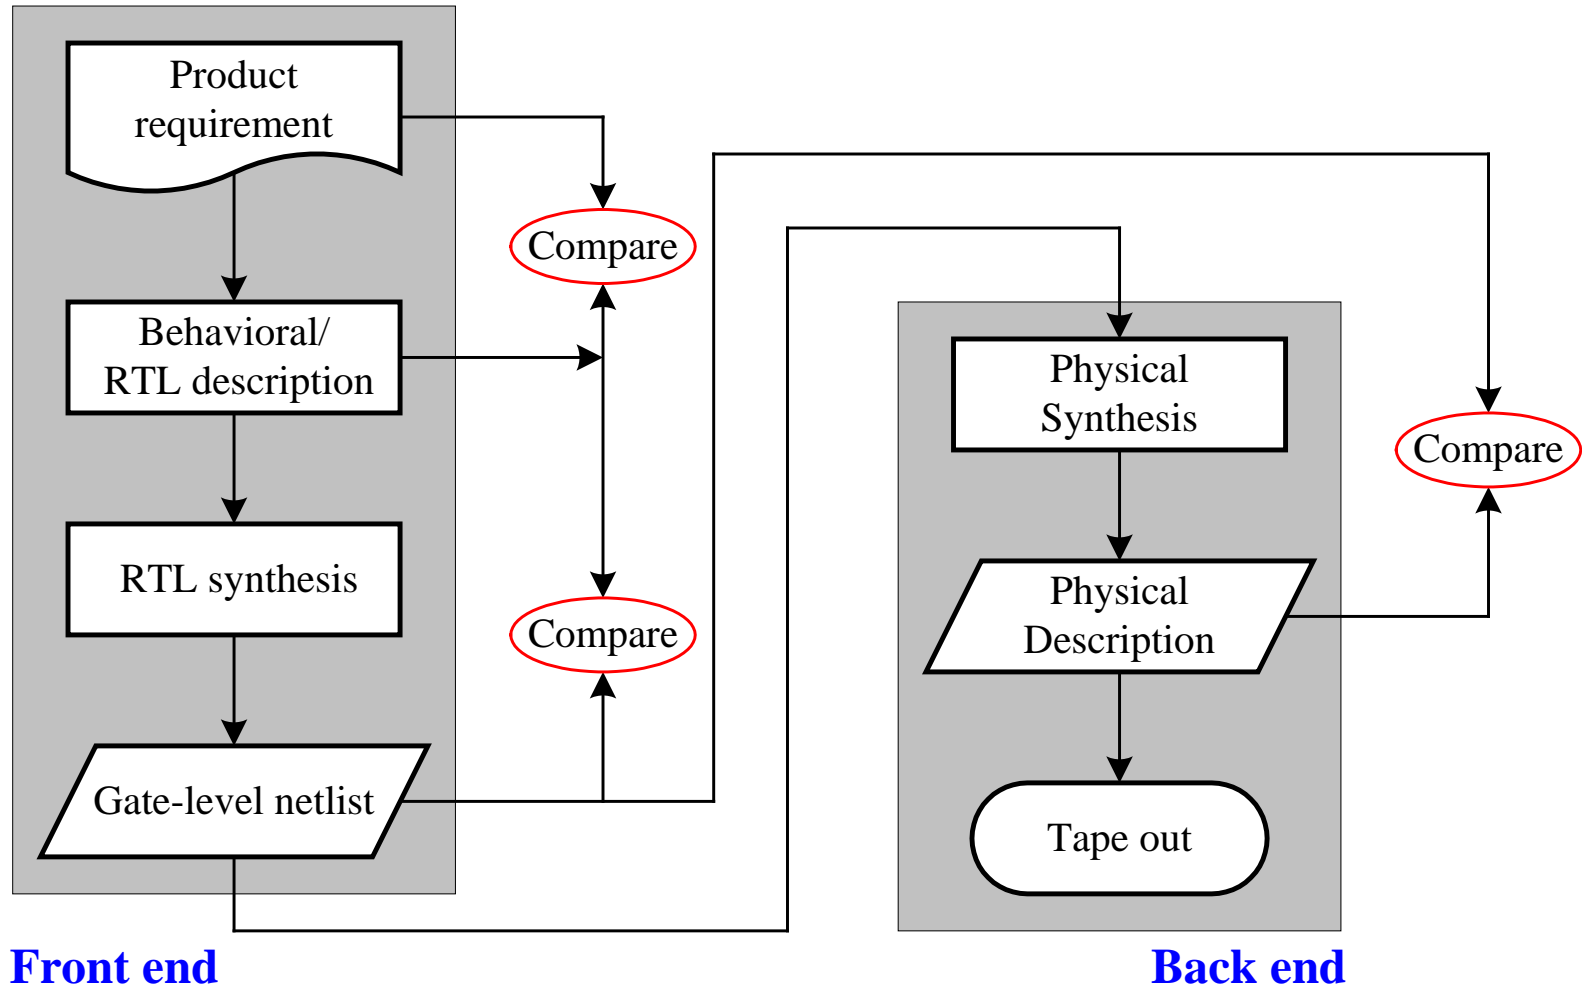 Product
requirement
Compare
Behavioral/
RTL description
RTL synthesis
Compare
Gate-level netlist
Front end
Physical
Synthesis
Compare
Physical
Description
Tape out
Back end